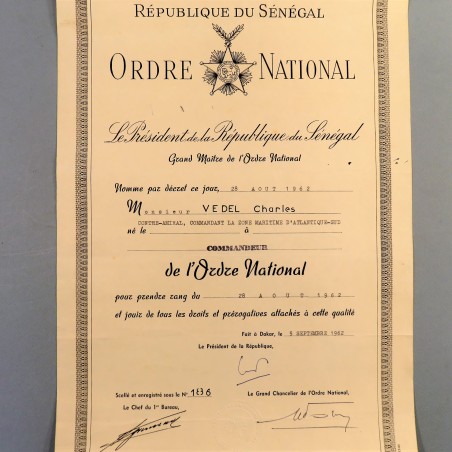 RÉPUBLIQUE DU SÉNÉGAL
ORDRE NATIONAL
Le Président de la République du Sénégal
Grand Maître de l'Ordre National
Nomme par décret ce jour, 28 AOUT 1962
Monsieur VEDEL Charles
CONTRE-AMIRAL, COMMANDANT LA ZONE MARITIME D'ATLANTIQUE-SUD
né le à
COMMANDEUR
de l'Ordre National
pour prendre rang du 28 AOUT 1962
et jouir de tous les droits et prérogatives attachés à cette qualité
Fait à Dakar, le 5 SEPTEMBRE 1962
Le Président de la République,
Scellé et enregistré sous le N° 186
Le Grand Chancelier de l'Ordre National,
Le Chef du 1er Bureau,